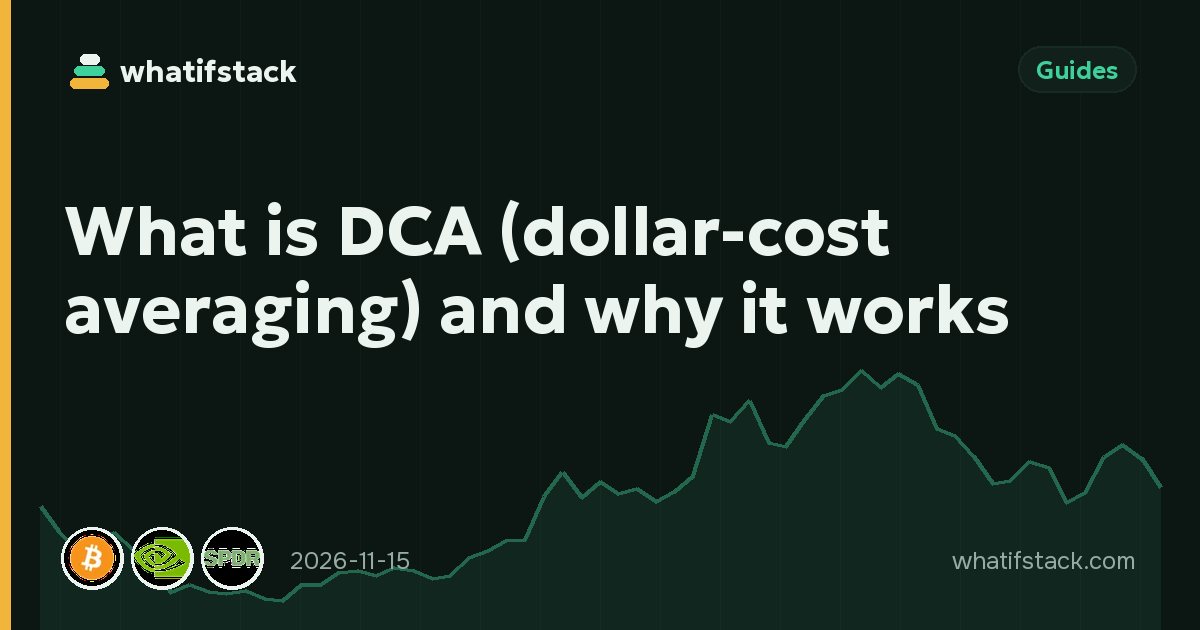 whatifstack
Guides
What is DCA (dollar-cost
averaging) and why it works
SPDR
2026-11-15
whatifstack.com